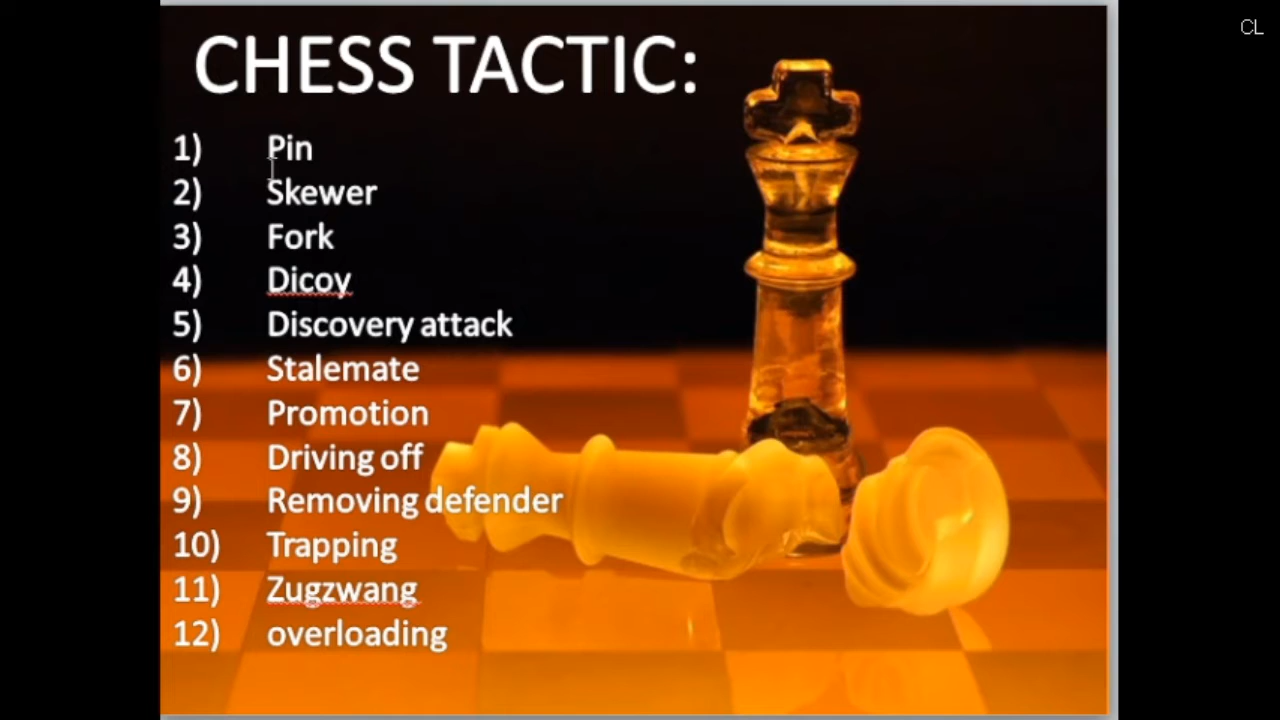 CL
CHESS TACTIC:
1) Pin
2) Skewer
3) Fork
4) Dicoy
5) Discovery attack
6) Stalemate
7) Promotion
8) Driving off
9) Removing defender
10) Trapping
11) Zugzwang
12) overloading